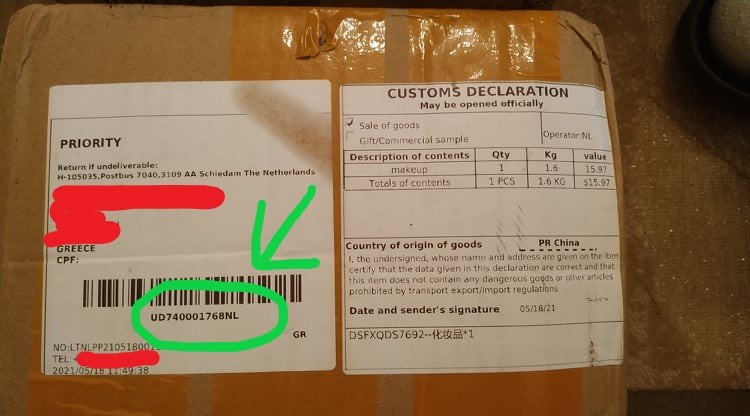 PRIORITY
Return if undeliverable:
H-105035,Postbus 7040,3109 AA Schiedam The Netherlands
GREECE
CPF:
UD740001768NL
GR
NO:LTNLPP210518001
TEL:+
2021/05/18 11:49:38
CUSTOMS DECLARATION
May be opened officially
Sale of goods
Gift/Commercial sample
Operator:NL
Description of contents Qty Kg value
makeup 1 1.6 15.97
Totals of contents 1 PCS 1.6 KG $15.97
Country of origin of goods PR China
I, the undersigned, whose name and address are given on the iten
certify that the data given in this declaration are correct and that
this item does not contain any dangerous goods or other articles
prohibited by transport export/import regulations
Date and sender's signature 05/18/21
DSFXQDS7692--化妆品*1